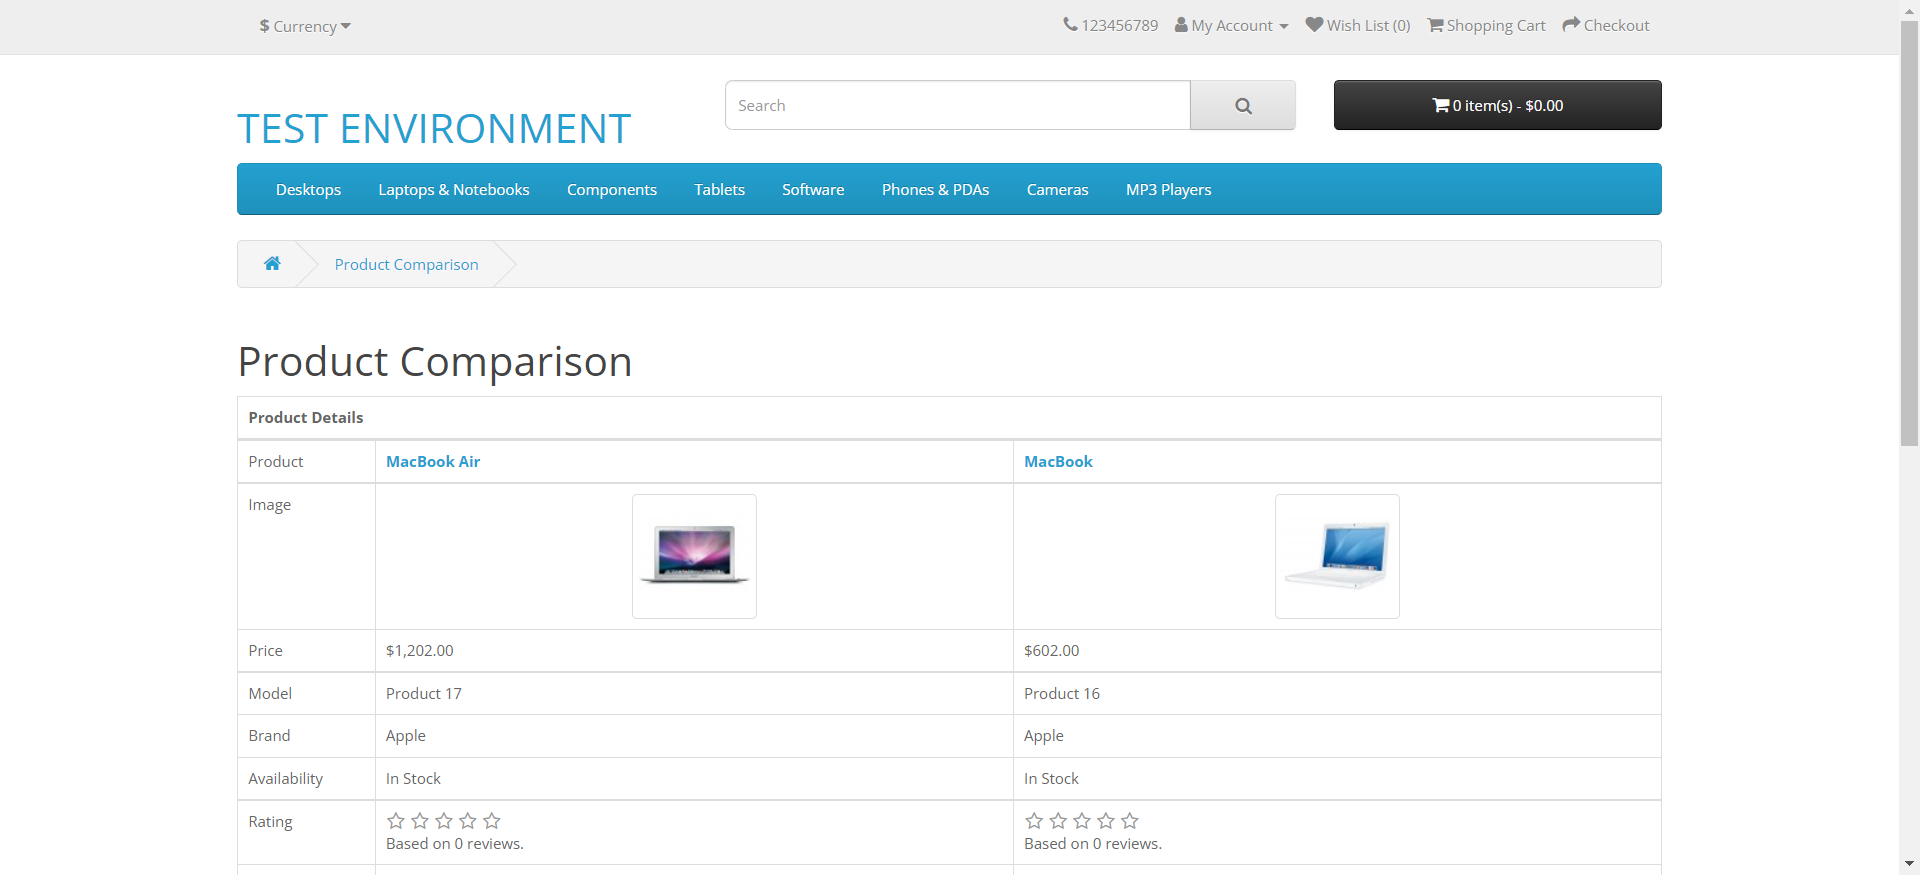 $ Currency
123456789 My Account Wish List (0) Shopping Cart Checkout
TEST ENVIRONMENT
Search
0 item(s) - $0.00
Desktops Laptops & Notebooks Components Tablets Software Phones & PDAs Cameras MP3 Players
Product Comparison
Product Comparison
Product Details
Product MacBook Air MacBook
Image
Price $1,202.00 $602.00
Model Product 17 Product 16
Brand Apple Apple
Availability In Stock In Stock
Rating
Based on 0 reviews. Based on 0 reviews.